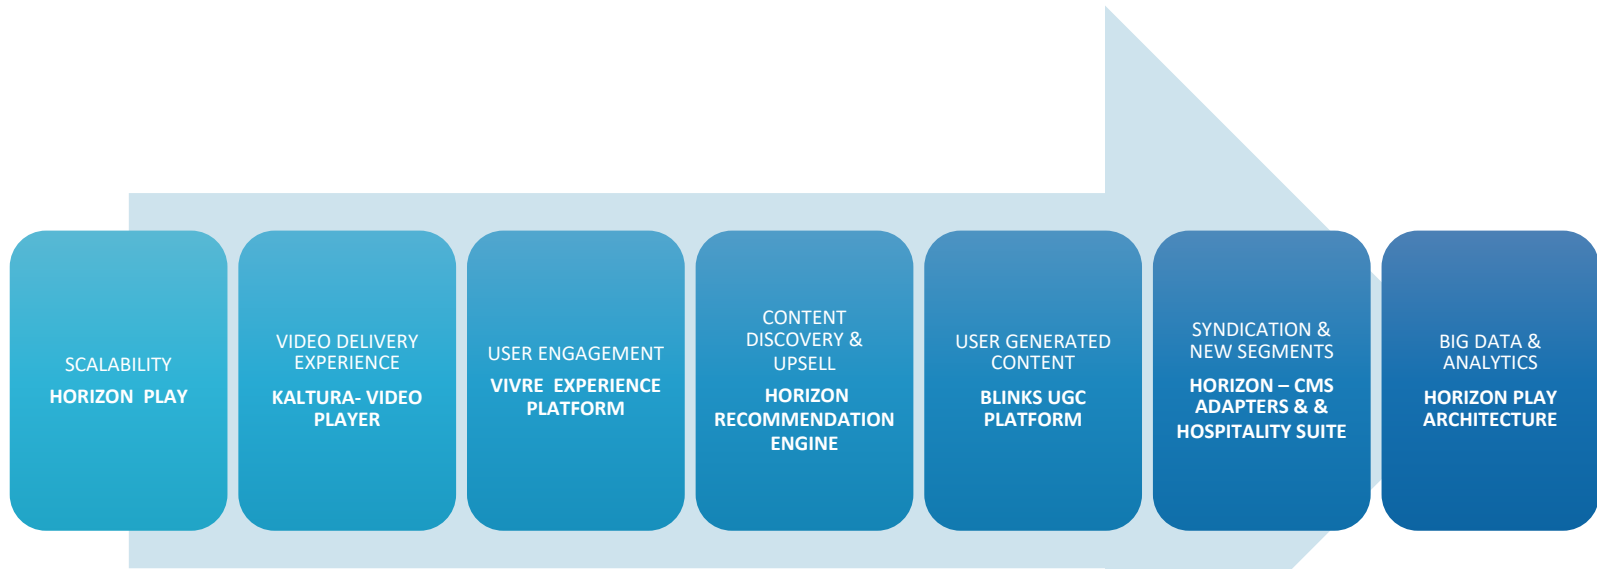 SCALABILITY
HORIZON PLAY
VIDEO DELIVERY
EXPERIENCE
KALTURA- VIDEO
PLAYER
USER ENGAGEMENT
VIVRE EXPERIENCE
PLATFORM
CONTENT
DISCOVERY &
UPSELL
HORIZON
RECOMMENDATION
ENGINE
USER GENERATED
CONTENT
BLINKS UGC
PLATFORM
SYNDICATION &
NEW SEGMENTS
HORIZON – CMS
ADAPTERS & &
HOSPITALITY SUITE
BIG DATA &
ANALYTICS
HORIZON PLAY
ARCHITECTURE